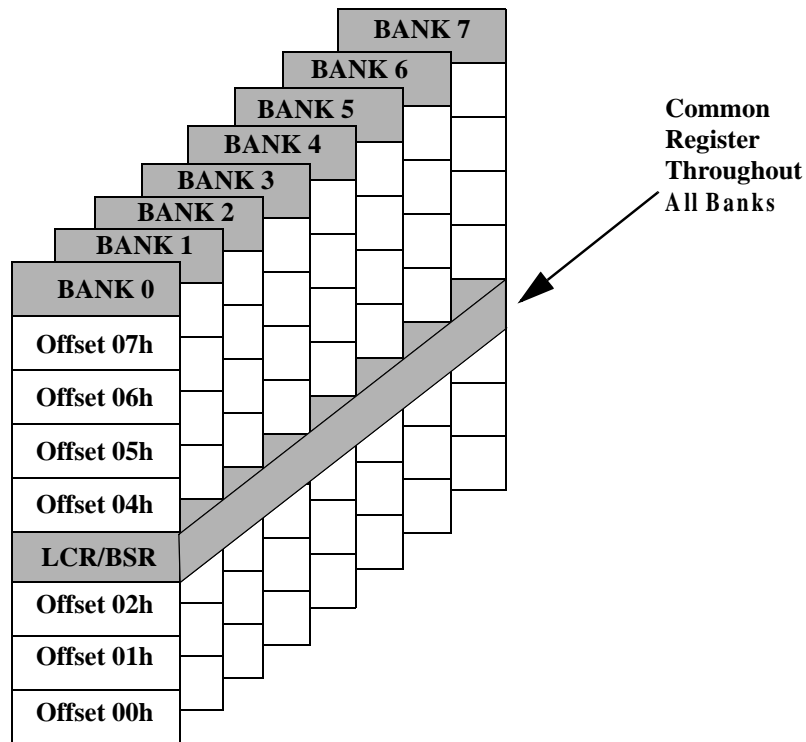 BANK 7
BANK 6
BANK 5
BANK 4
BANK 3
BANK 2
BANK 1
BANK 0
Offset 07h
Offset 06h
Offset 05h
Offset 04h
LCR/BSR
Offset 02h
Offset 01h
Offset 00h
Common
Register
Throughout
All Banks